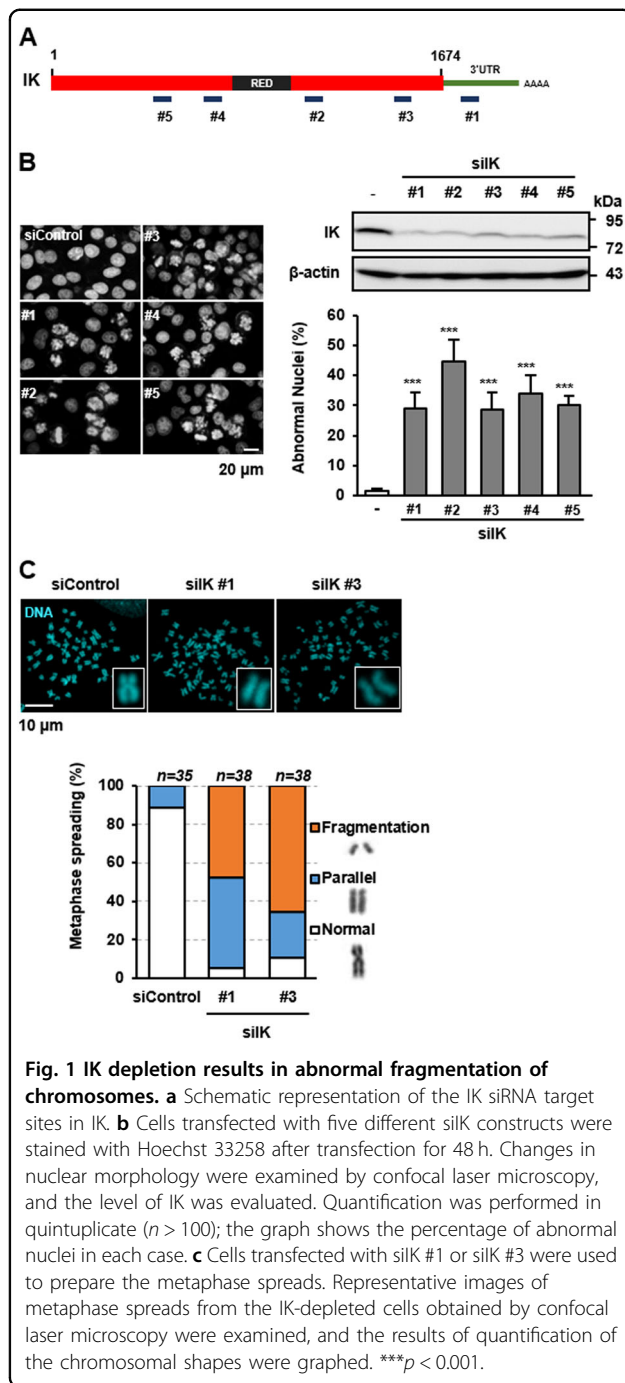 A
1 1674
3'UTR
IK RED AAAA
#5 #4 #2 #3 #1
B
siIK
- #1 #2 #3 #4 #5 kDa
siControl #3
IK 95
72
β-actin 43
#1 #4
#2 #5
20 μm
Abnormal Nuclei (%)
60
50
40
30
20
10
0
*** *** *** *** ***
- #1 #2 #3 #4 #5
siIK
C
siControl siIK #1 siIK #3
DNA
10 μm
n=35 n=38 n=38
Metaphase spreading (%)
100
80
60
40
20
0
Fragmentation
Parallel
Normal
siControl #1 #3
siIK
Fig. 1 IK depletion results in abnormal fragmentation of
chromosomes. a Schematic representation of the IK siRNA target
sites in IK. b Cells transfected with five different siIK constructs were
stained with Hoechst 33258 after transfection for 48 h. Changes in
nuclear morphology were examined by confocal laser microscopy,
and the level of IK was evaluated. Quantification was performed in
quintuplicate (n > 100); the graph shows the percentage of abnormal
nuclei in each case. c Cells transfected with siIK #1 or siIK #3 were used
to prepare the metaphase spreads. Representative images of
metaphase spreads from the IK-depleted cells obtained by confocal
laser microscopy were examined, and the results of quantification of
the chromosomal shapes were graphed. ***p < 0.001.